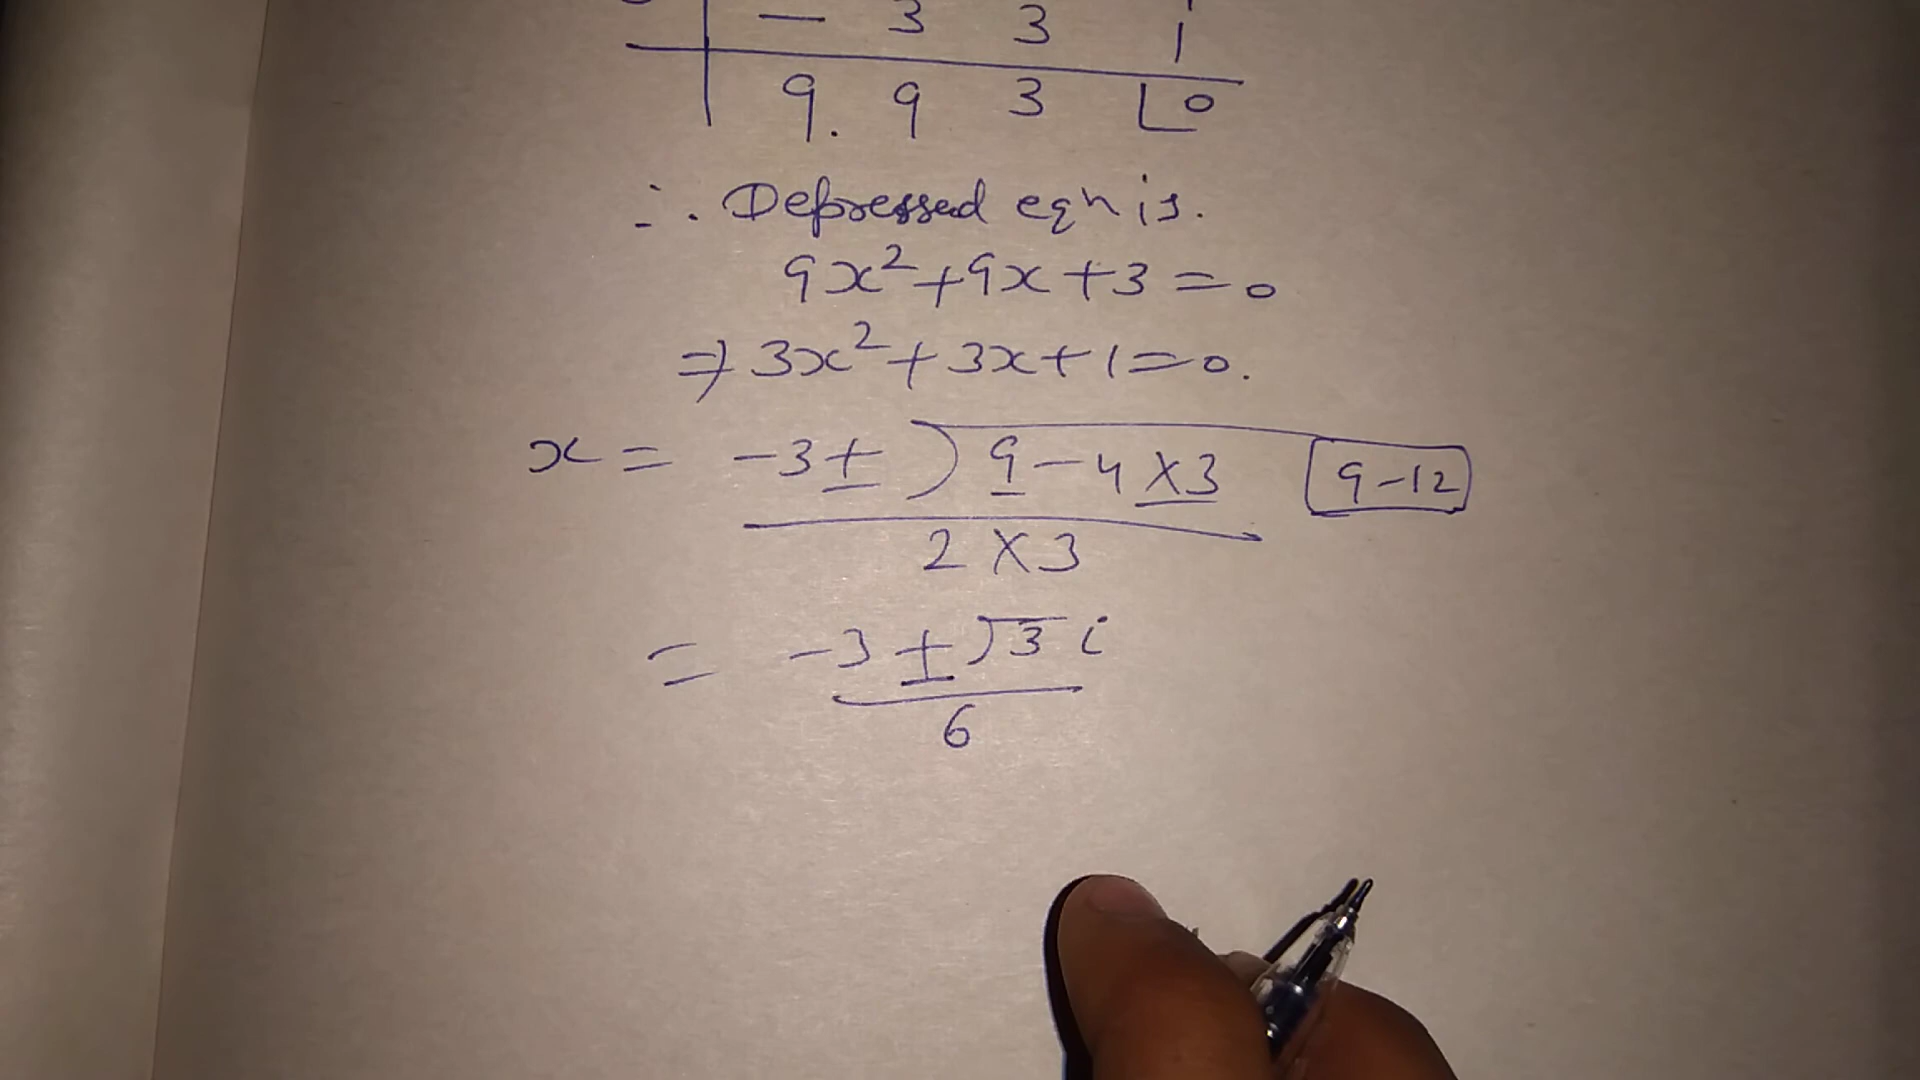 — 3 3 1
9. 9 3 0
∴ Depressed eqn is.
9x² + 9x + 3 = 0
⇒ 3x² + 3x + 1 = 0.
x = -3 ± √9 - 4 × 3 9 - 12
2 × 3
= -3 ± √3 i
6